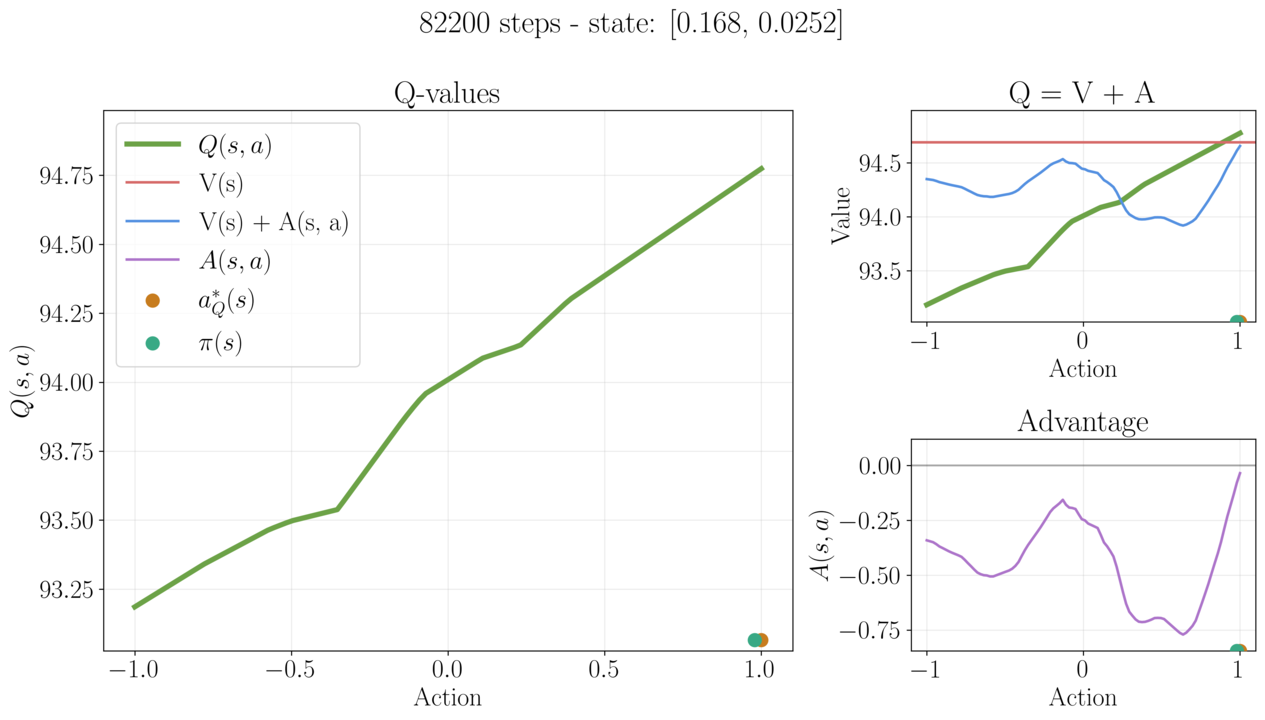 82200 steps - state: [0.168, 0.0252]
Q-values
Q(s, a)
V(s)
V(s) + A(s, a)
A(s, a)
a*Q(s)
π(s)
94.75
94.50
94.25
94.00
93.75
93.50
93.25
Q(s, a)
−1.0
−0.5
0.0
0.5
1.0
Action
Q = V + A
94.5
94.0
93.5
Value
−1
0
1
Action
Advantage
0.00
−0.25
−0.50
−0.75
A(s, a)
−1
0
1
Action